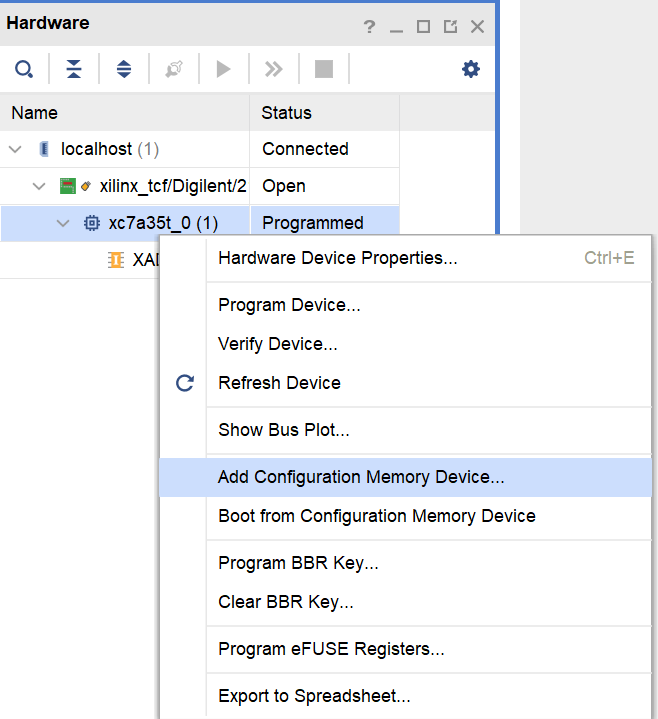 Hardware
?
Name Status
localhost (1) Connected
xilinx_tcf/Digilent/2 Open
xc7a35t_0 (1) Programmed
XAD
Hardware Device Properties... Ctrl+E
Program Device...
Verify Device...
Refresh Device
Show Bus Plot...
Add Configuration Memory Device...
Boot from Configuration Memory Device
Program BBR Key...
Clear BBR Key...
Program eFUSE Registers...
Export to Spreadsheet...